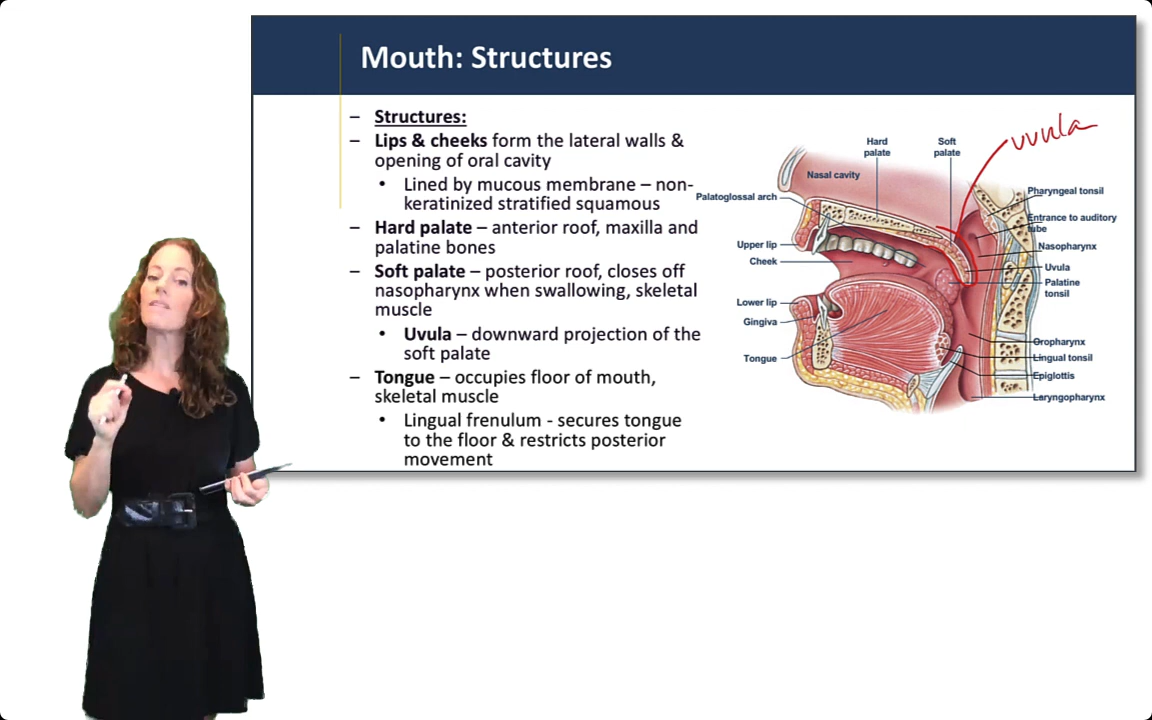 Mouth: Structures
– Structures:
– Lips & cheeks form the lateral walls &
opening of oral cavity
• Lined by mucous membrane – non-
keratinized stratified squamous
– Hard palate – anterior roof, maxilla and
palatine bones
– Soft palate – posterior roof, closes off
nasopharynx when swallowing, skeletal
muscle
• Uvula – downward projection of the
soft palate
– Tongue – occupies floor of mouth,
skeletal muscle
• Lingual frenulum - secures tongue
to the floor & restricts posterior
movement
uvula
Hard
palate
Soft
palate
Nasal cavity
Palatoglossal arch
Upper lip
Cheek
Lower lip
Gingiva
Tongue
Pharyngeal tonsil
Entrance to auditory
tube
Nasopharynx
Uvula
Palatine
tonsil
Oropharynx
Lingual tonsil
Epiglottis
Laryngopharynx